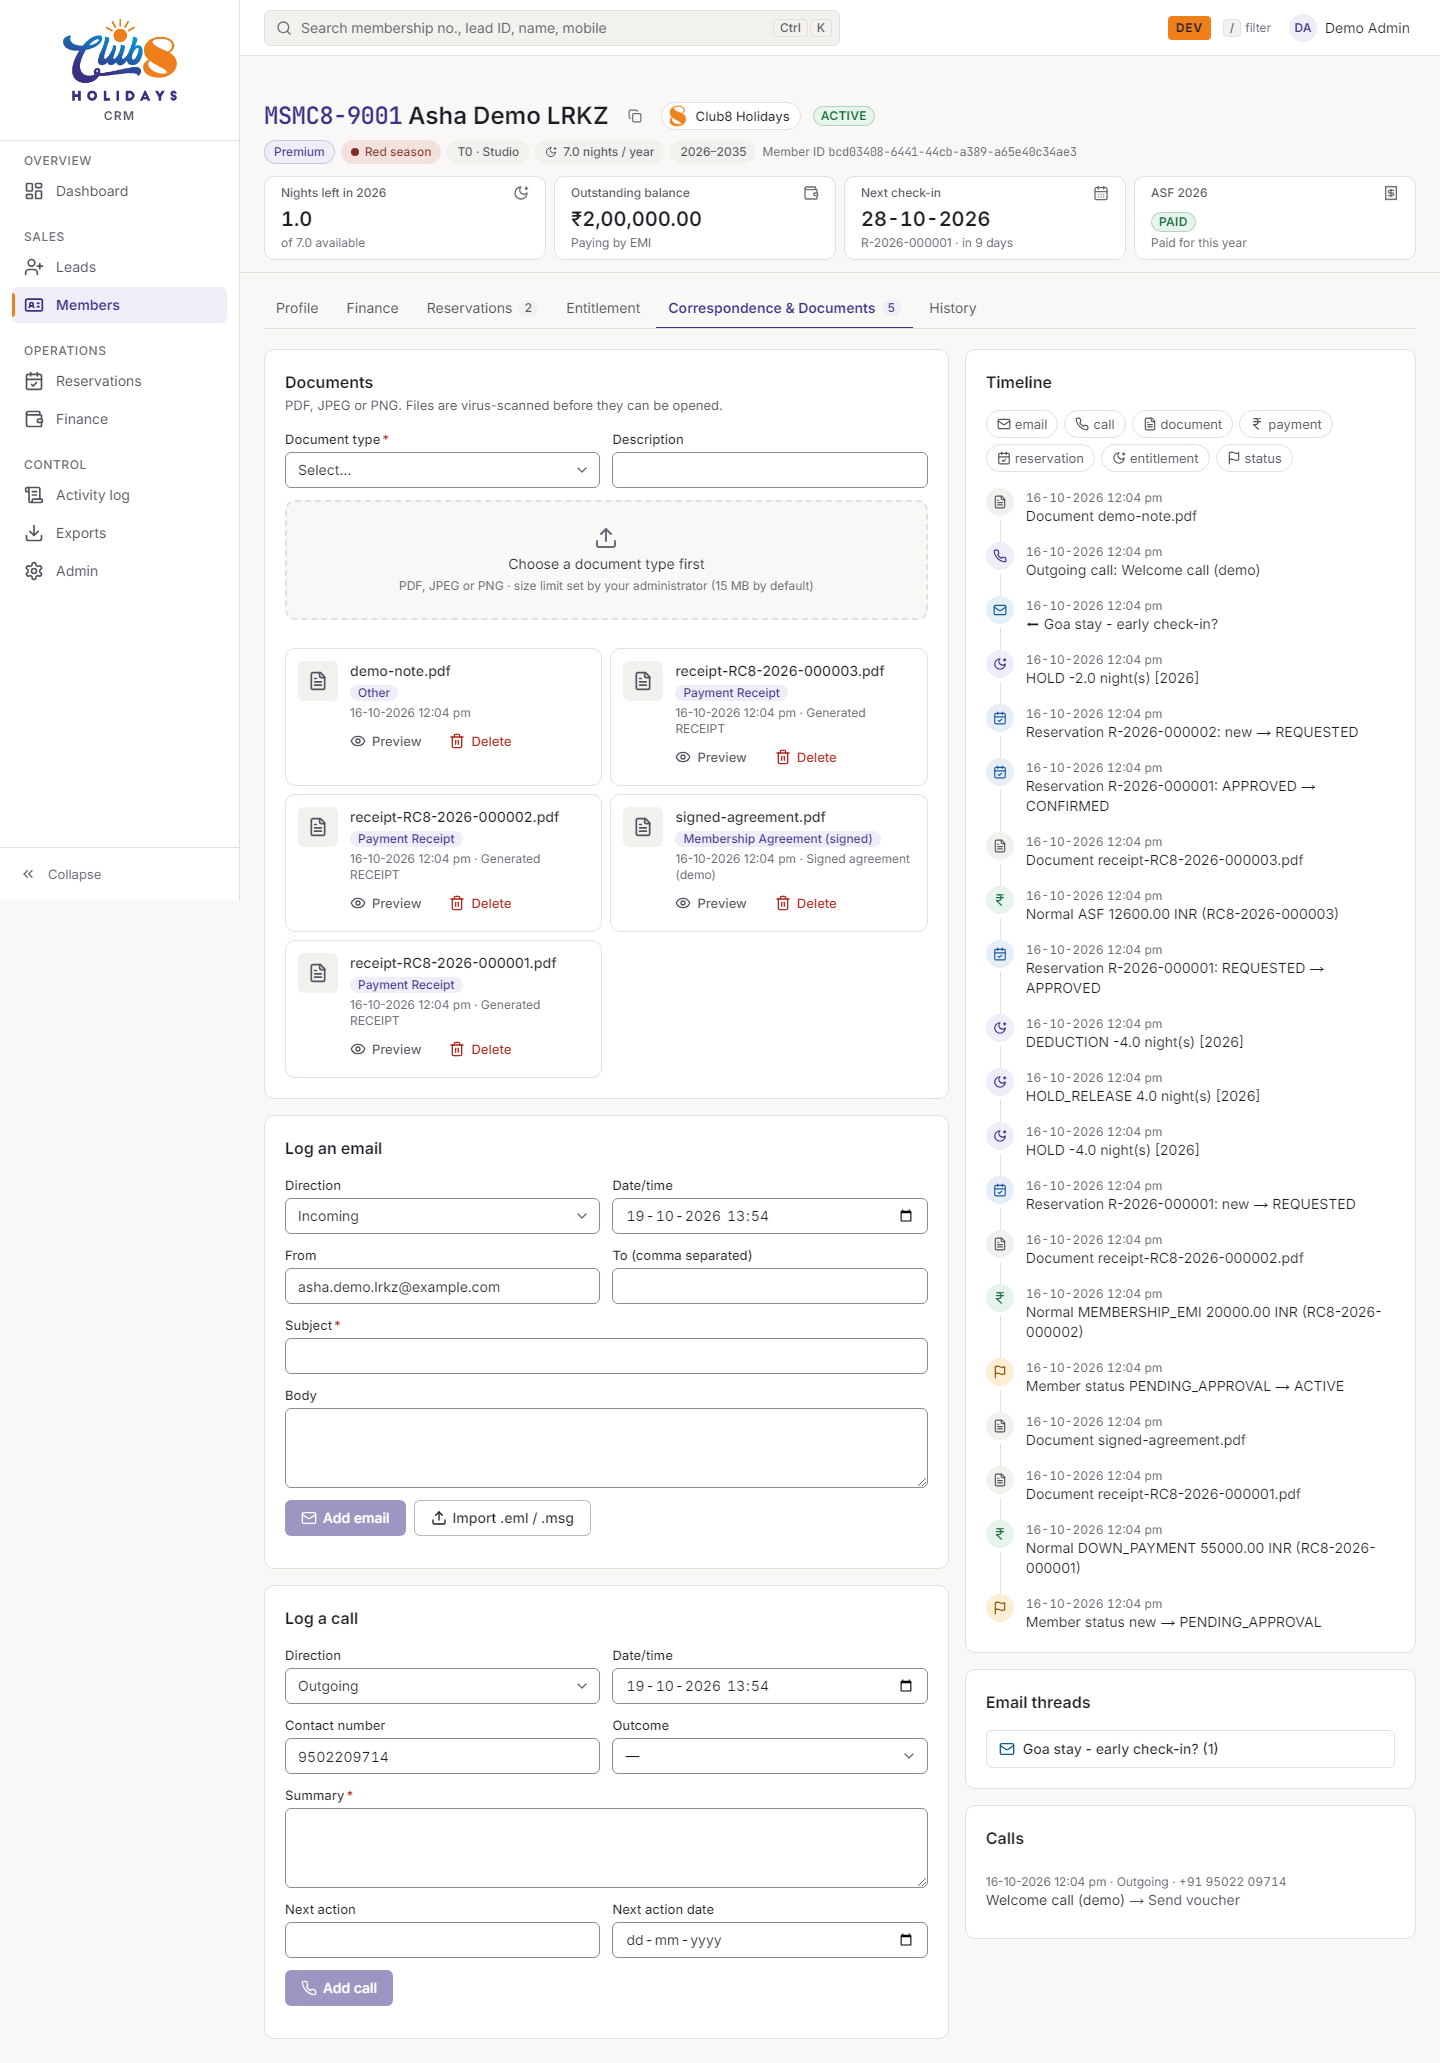 Club8
HOLIDAYS
CRM
OVERVIEW
Dashboard
SALES
Leads
Members
OPERATIONS
Reservations
Finance
CONTROL
Activity log
Exports
Admin
Collapse
Search membership no., lead ID, name, mobile
Ctrl K
DEV
/ filter
DA Demo Admin
MSMC8-9001 Asha Demo LRKZ
Club8 Holidays
ACTIVE
Premium
Red season
T0 · Studio
7.0 nights / year
2026–2035
Member ID bcd03408-6441-44cb-a389-a65e40c34ae3
Nights left in 2026
1.0
of 7.0 available
Outstanding balance
₹2,00,000.00
Paying by EMI
Next check-in
28-10-2026
R-2026-000001 · in 9 days
ASF 2026
PAID
Paid for this year
Profile
Finance
Reservations 2
Entitlement
Correspondence & Documents 5
History
Documents
PDF, JPEG or PNG. Files are virus-scanned before they can be opened.
Document type*
Description
Select...
Choose a document type first
PDF, JPEG or PNG · size limit set by your administrator (15 MB by default)
demo-note.pdf
Other
16-10-2026 12:04 pm
Preview
Delete
receipt-RC8-2026-000003.pdf
Payment Receipt
16-10-2026 12:04 pm · Generated
RECEIPT
Preview
Delete
receipt-RC8-2026-000002.pdf
Payment Receipt
16-10-2026 12:04 pm · Generated
RECEIPT
Preview
Delete
signed-agreement.pdf
Membership Agreement (signed)
16-10-2026 12:04 pm · Signed agreement
(demo)
Preview
Delete
receipt-RC8-2026-000001.pdf
Payment Receipt
16-10-2026 12:04 pm · Generated
RECEIPT
Preview
Delete
Log an email
Direction
Date/time
Incoming
19-10-2026 13:54
From
To (comma separated)
asha.demo.lrkz@example.com
Subject*
Body
Add email
Import .eml / .msg
Log a call
Direction
Date/time
Outgoing
19-10-2026 13:54
Contact number
Outcome
9502209714
—
Summary*
Next action
Next action date
dd-mm-yyyy
Add call
Timeline
email
call
document
payment
reservation
entitlement
status
16-10-2026 12:04 pm
Document demo-note.pdf
16-10-2026 12:04 pm
Outgoing call: Welcome call (demo)
16-10-2026 12:04 pm
← Goa stay - early check-in?
16-10-2026 12:04 pm
HOLD -2.0 night(s) [2026]
16-10-2026 12:04 pm
Reservation R-2026-000002: new → REQUESTED
16-10-2026 12:04 pm
Reservation R-2026-000001: APPROVED →
CONFIRMED
16-10-2026 12:04 pm
Document receipt-RC8-2026-000003.pdf
16-10-2026 12:04 pm
Normal ASF 12600.00 INR (RC8-2026-000003)
16-10-2026 12:04 pm
Reservation R-2026-000001: REQUESTED →
APPROVED
16-10-2026 12:04 pm
DEDUCTION -4.0 night(s) [2026]
16-10-2026 12:04 pm
HOLD_RELEASE 4.0 night(s) [2026]
16-10-2026 12:04 pm
HOLD -4.0 night(s) [2026]
16-10-2026 12:04 pm
Reservation R-2026-000001: new → REQUESTED
16-10-2026 12:04 pm
Document receipt-RC8-2026-000002.pdf
16-10-2026 12:04 pm
Normal MEMBERSHIP_EMI 20000.00 INR (RC8-2026-
000002)
16-10-2026 12:04 pm
Member status PENDING_APPROVAL → ACTIVE
16-10-2026 12:04 pm
Document signed-agreement.pdf
16-10-2026 12:04 pm
Document receipt-RC8-2026-000001.pdf
16-10-2026 12:04 pm
Normal DOWN_PAYMENT 55000.00 INR (RC8-2026-
000001)
16-10-2026 12:04 pm
Member status new → PENDING_APPROVAL
Email threads
Goa stay - early check-in? (1)
Calls
16-10-2026 12:04 pm · Outgoing · +91 95022 09714
Welcome call (demo) → Send voucher